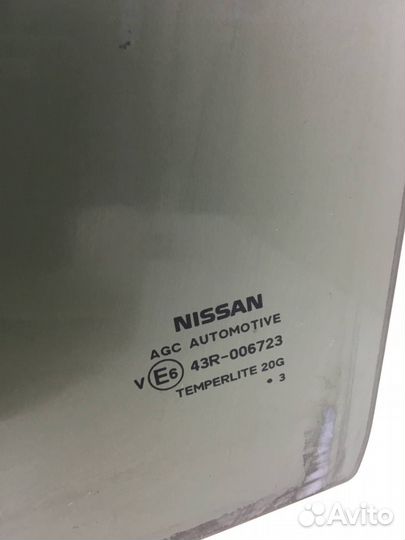 NISSAN
AGC AUTOMOTIVE
V E6 43R-006723
TEMPERLITE 20G
• 3
Avito